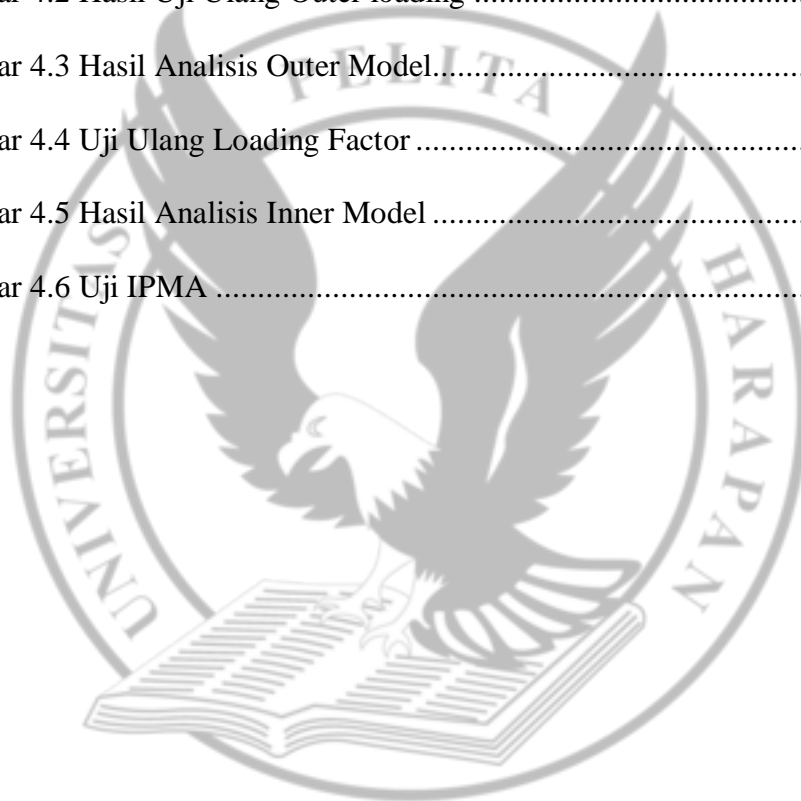 ar 4.2 Hasil Uji Ulang Outer loading ........................................
ar 4.3 Hasil Analisis Outer Model.............................................
ar 4.4 Uji Ulang Loading Factor ...............................................
ar 4.5 Hasil Analisis Inner Model .............................................
ar 4.6 Uji IPMA .......................................................................
UNIVERSITAS PELITA HARAPAN